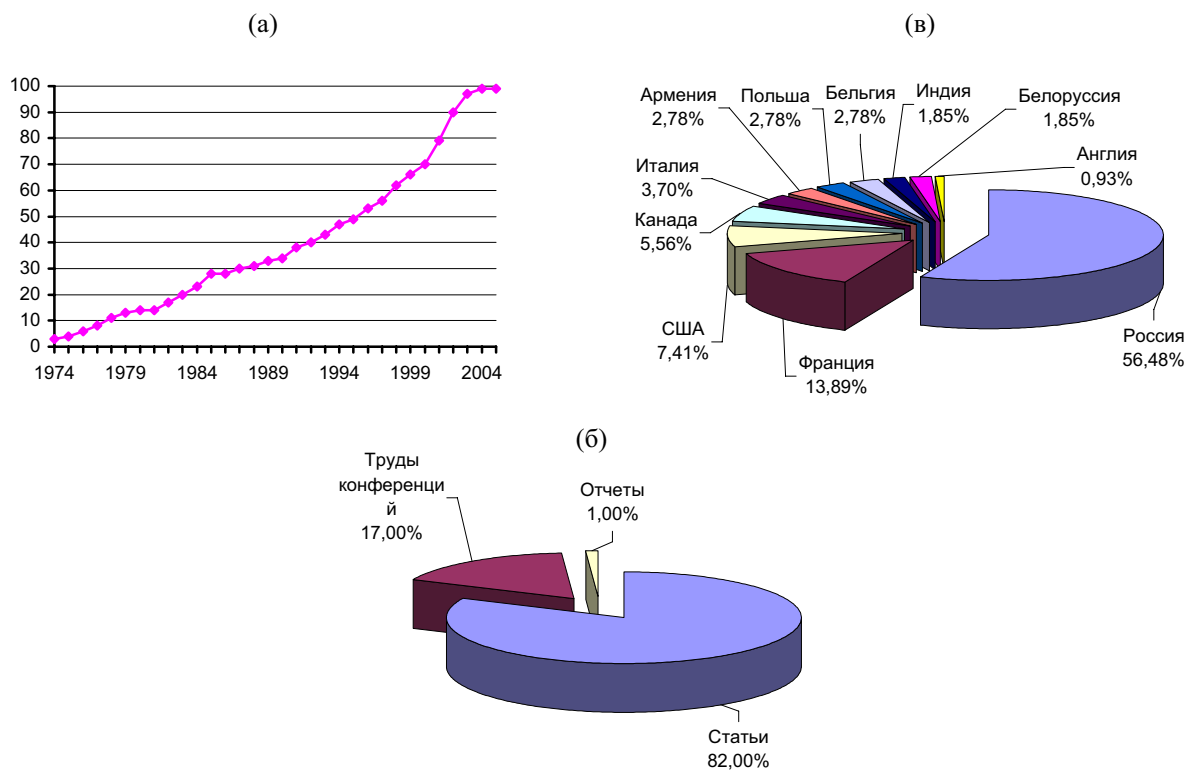 (а)
100
90
80
70
60
50
40
30
20
10
0
1974 1979 1984 1989 1994 1999 2004
(в)
Армения
2,78%
Польша
2,78%
Бельгия
2,78%
Индия
1,85%
Белоруссия
1,85%
Англия
0,93%
Италия
3,70%
Канада
5,56%
США
7,41%
Франция
13,89%
Россия
56,48%
(б)
Труды
конференци
й
17,00%
Отчеты
1,00%
Статьи
82,00%